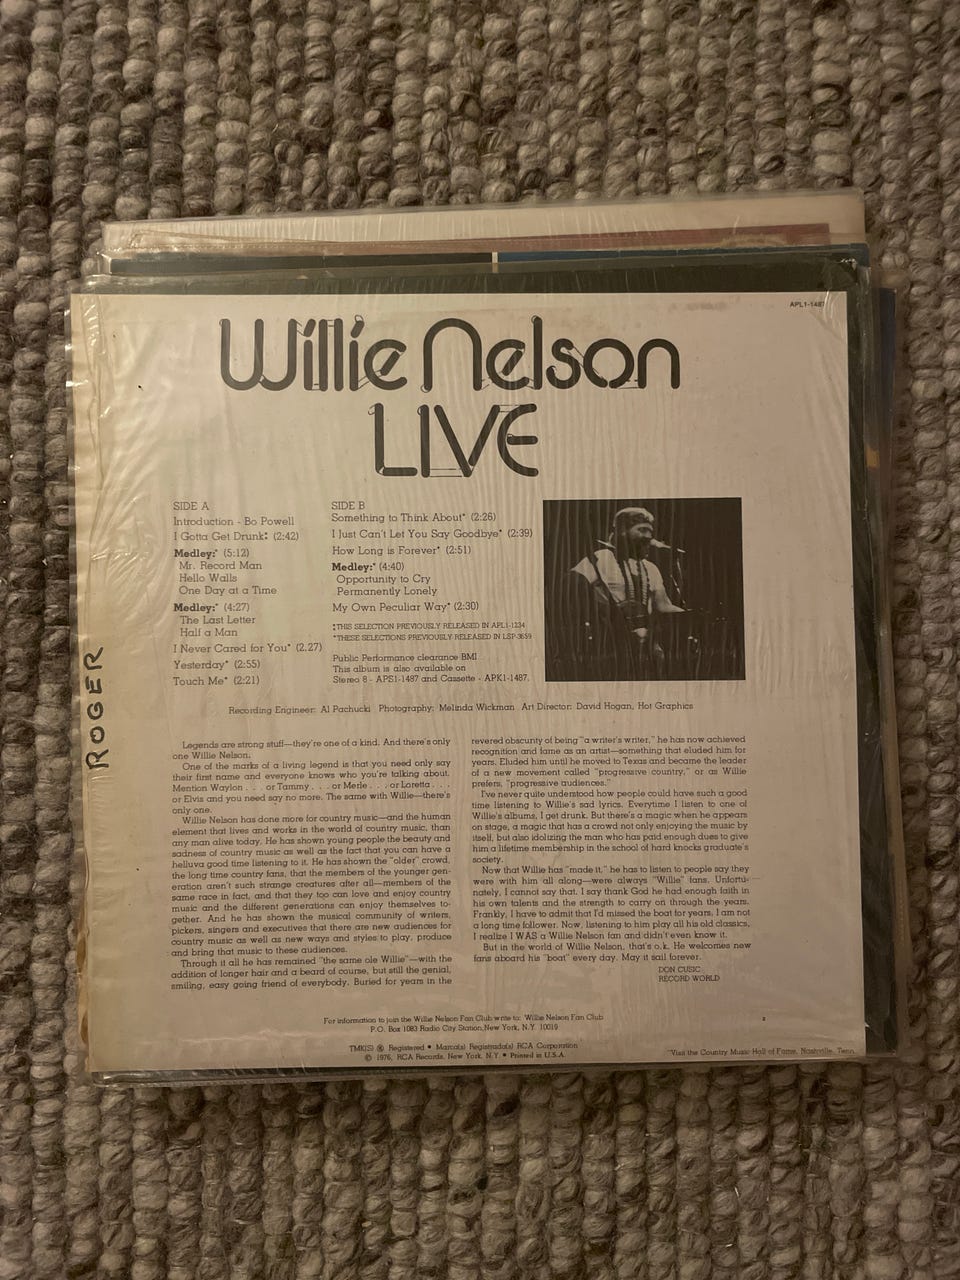 APL1-1487
Willie Nelson
LIVE
SIDE A
Introduction - Bo Powell
I Gotta Get Drunk‡ (2:42)
Medley:* (5:12)
Mr. Record Man
Hello Walls
One Day at a Time
Medley:* (4:27)
The Last Letter
Half a Man
I Never Cared for You* (2.27)
Yesterday* (2:55)
Touch Me* (2:21)
SIDE B
Something to Think About* (2:26)
I Just Can't Let You Say Goodbye* (2:39)
How Long is Forever* (2:51)
Medley:* (4:40)
Opportunity to Cry
Permanently Lonely
My Own Peculiar Way* (2:30)
‡THIS SELECTION PREVIOUSLY RELEASED IN APL1-1234
*THESE SELECTIONS PREVIOUSLY RELEASED IN LSP-3659
Public Performance clearance BMI
This album is also available on
Stereo 8 - APS1-1487 and Cassette - APK1-1487.
Recording Engineer: Al Pachucki Photography: Melinda Wickman Art Director: David Hogan, Hot Graphics
ROGER
Legends are strong stuff—they're one of a kind. And there's only
one Willie Nelson.
One of the marks of a living legend is that you need only say
their first name and everyone knows who you're talking about.
Mention Waylon . . . or Tammy . . . or Merle . . . or Loretta . . .
or Elvis and you need say no more. The same with Willie—there's
only one.
Willie Nelson has done more for country music—and the human
element that lives and works in the world of country music, than
any man alive today. He has shown young people the beauty and
sadness of country music as well as the fact that you can have a
helluva good time listening to it. He has shown the "older" crowd,
the long time country fans, that the members of the younger gen-
eration aren't such strange creatures after all—members of the
same race in fact, and that they too can love and enjoy country
music and the different generations can enjoy themselves to-
gether. And he has shown the musical community of writers,
pickers, singers and executives that there are new audiences for
country music as well as new ways and styles to play, produce
and bring that music to these audiences.
Through it all he has remained "the same ole Willie"—with the
addition of longer hair and a beard of course, but still the genial,
smiling, easy going friend of everybody. Buried for years in the
revered obscurity of being "a writer's writer," he has now achieved
recognition and fame as an artist—something that eluded him for
years. Eluded him until he moved to Texas and became the leader
of a new movement called "progressive country," or as Willie
prefers, "progressive audiences."
I've never quite understood how people could have such a good
time listening to Willie's sad lyrics. Everytime I listen to one of
Willie's albums, I get drunk. But there's a magic when he appears
on stage, a magic that has a crowd not only enjoying the music by
itself, but also idolizing the man who has paid enough dues to give
him a lifetime membership in the school of hard knocks graduate's
society.
Now that Willie has "made it," he has to listen to people say they
were with him all along—were always "Willie" fans. Unfortu-
nately, I cannot say that. I say thank God he had enough faith in
his own talents and the strength to carry on through the years.
Frankly, I have to admit that I'd missed the boat for years, I am not
a long time follower. Now, listening to him play all his old classics,
I realize I WAS a Willie Nelson fan and didn't even know it.
But in the world of Willie Nelson, that's o.k. He welcomes new
fans aboard his "boat" every day. May it sail forever.
DON CUSIC
RECORD WORLD
For information to join the Willie Nelson Fan Club write to: Willie Nelson Fan Club
P.O. Box 1083 Radio City Station, New York, N.Y. 10019
2
TMK(S) ® Registered • Marca(s) Registrada(s) RCA Corporation
© 1976, RCA Records, New York, N.Y. • Printed in U.S.A.
"Visit the Country Music Hall of Fame, Nashville, Tenn.